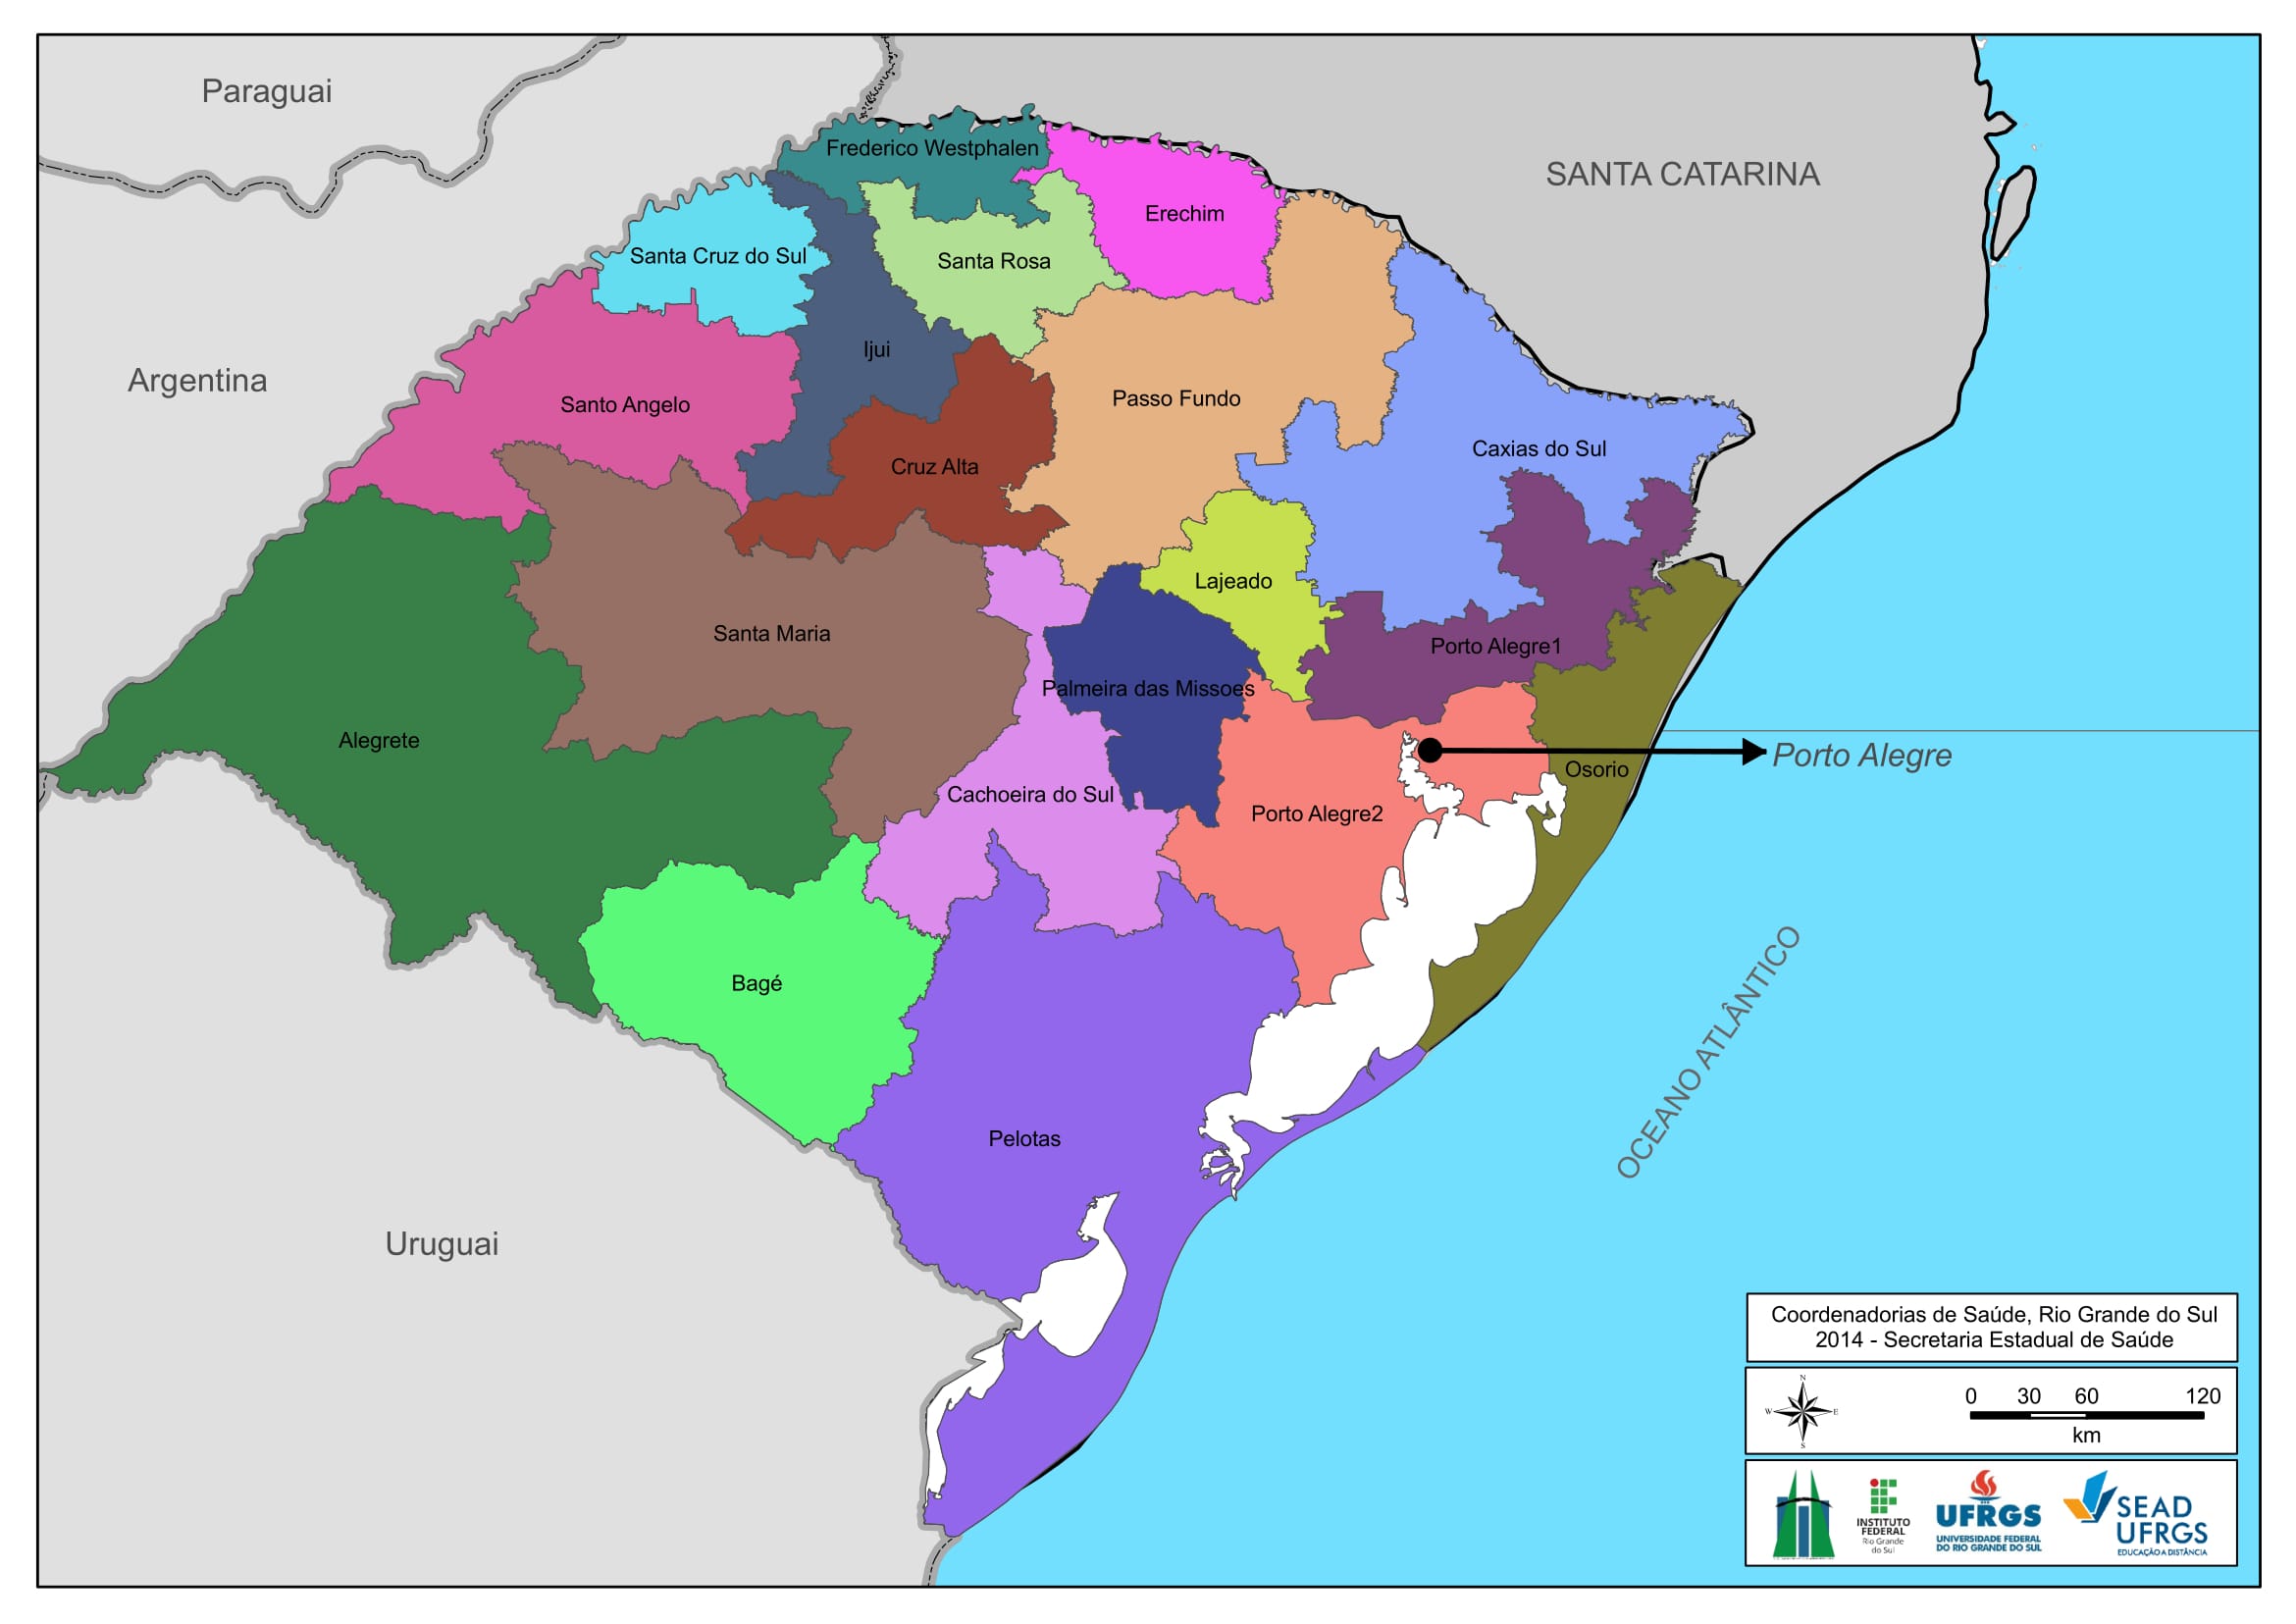 Paraguai
SANTA CATARINA
Argentina
Uruguai
Frederico Westphalen
Erechim
Santa Cruz do Sul
Santa Rosa
Ijui
Santo Angelo
Passo Fundo
Cruz Alta
Caxias do Sul
Lajeado
Santa Maria
Porto Alegre1
Palmeira das Missoes
Alegrete
Porto Alegre
Osorio
Cachoeira do Sul
Porto Alegre2
Bagé
Pelotas
OCEANO ATLÂNTICO
Coordenadorias de Saúde, Rio Grande do Sul
2014 - Secretaria Estadual de Saúde
N
W E
S
0 30 60 120
km
INSTITUTO
FEDERAL
Rio Grande
do Sul
UFRGS
UNIVERSIDADE FEDERAL
DO RIO GRANDE DO SUL
SEAD
UFRGS
EDUCAÇÃO A DISTÂNCIA